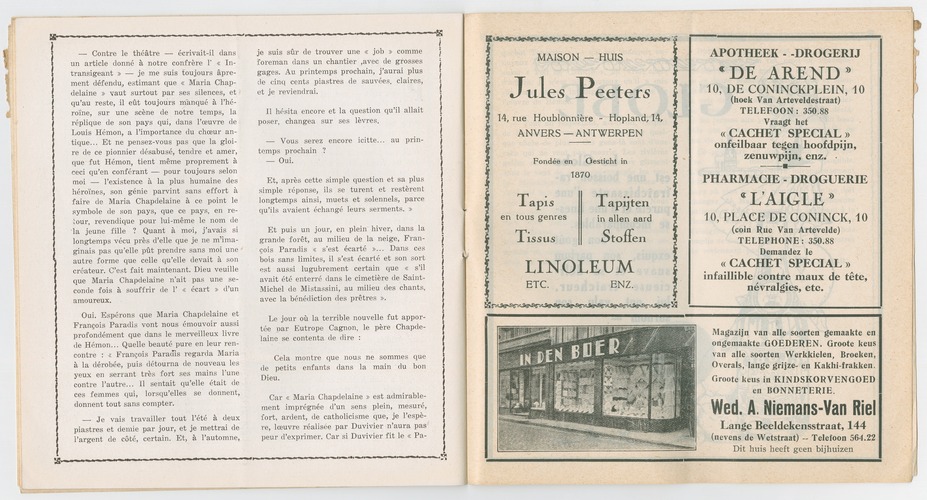 — Contre le théâtre — écrivait-il dans
un article donné à notre confrère l' « In-
transigeant » — je me suis toujours âpre-
ment défendu, estimant que « Maria Chap-
delaine » vaut surtout par ses silences, et
qu'au reste, il eût toujours manqué à l'hé-
roïne, sur une scène de notre temps, la
réplique de son pays qui, dans l'œuvre de
Louis Hémon, a l'importance du chœur an-
tique... Et ne pensez-vous pas que la gloi-
re de ce pionnier désabusé, tendre et amer,
que fut Hémon, tient même proprement à
ceci qu'en conférant — pour toujours selon
moi — l'existence à la plus humaine des
héroïnes, son génie parvint sans effort à
faire de Maria Chapdelaine à ce point le
symbole de son pays, que ce pays, en re-
tour, revendique pour lui-même le nom de
la jeune fille ? Quant à moi, j'avais si
longtemps vécu près d'elle que je ne m'ima-
ginais pas qu'elle pût prendre sans moi une
autre forme que celle qu'elle devait à son
créateur. C'est fait maintenant. Dieu veuille
que Maria Chapdelaine n'ait pas une se-
conde fois à souffrir de l' « écart » d'un
amoureux.
Oui. Espérons que Maria Chapdelaine et
François Paradis vont nous émouvoir aussi
profondément que dans le merveilleux livre
de Hémon... Quelle beauté pure en leur ren-
contre : « François Paradis regarda Maria
à la dérobée, puis détourna de nouveau les
yeux en serrant très fort ses mains l'une
contre l'autre... Il sentait qu'elle était de
ces femmes qui, lorsqu'elles se donnent,
donnent tout sans compter.
— Je vais travailler tout l'été à deux
piastres et demie par jour, et je mettrai de
l'argent de côté, certain. Et, à l'automne,
je suis sûr de trouver une « job » comme
foreman dans un chantier ,avec de grosses
gages. Au printemps prochain, j'aurai plus
de cinq cents piastres de sauvées, claires,
et je reviendrai.
Il hésita encore et la question qu'il allait
poser, changea sur ses lèvres.
— Vous serez encore icitte... au prin-
temps prochain ?
— Oui.
Et, après cette simple question et sa plus
simple réponse, ils se turent et restèrent
longtemps ainsi, muets et solennels, parce
qu'ils avaient échangé leurs serments. »
Et puis un jour, en plein hiver, dans la
grande forêt, au milieu de la neige, Fran-
çois Paradis « s'est écarté »... Dans ces
bois sans limites, il s'est écarté et son sort
est aussi lugubrement certain que « s'il
avait été enterré dans le cimetière de Saint-
Michel de Mistassini, au milieu des chants,
avec la bénédiction des prêtres ».
Le jour où la terrible nouvelle fut appor-
tée par Eutrope Cagnon, le père Chapde-
laine se contenta de dire :
Cela montre que nous ne sommes que
de petits enfants dans la main du bon
Dieu.
Car « Maria Chapdelaine » est admirable-
ment imprégnée d'un sens plein, mesuré,
fort, ardent, de catholicisme que, je l'espè-
re, lœuvre réalisée par Duvivier n'aura pas
peur d'exprimer. Car si Duvivier fit le « Pa-
MAISON — HUIS
Jules Peeters
14, rue Houblonnière - Hopland, 14,
ANVERS — ANTWERPEN
Fondée en Gesticht in
1870
Tapis Tapijten
en tous genres in allen aard
Tissus Stoffen
LINOLEUM
ETC. ENZ.
APOTHEEK - -DROGERIJ
« DE AREND »
10, DE CONINCKPLEIN, 10
(hoek Van Arteveldestraat)
TELEFOON : 350.88
Vraagt het
« CACHET SPECIAL »
onfeilbaar tegen hoofdpijn,
zenuwpijn, enz.
PHARMACIE - DROGUERIE
« L'AIGLE »
10, PLACE DE CONINCK, 10
(coin Rue Van Artevelde)
TELEPHONE : 350.88
Demandez le
« CACHET SPECIAL »
infaillible contre maux de tête,
névralgies, etc.
IN DEN BOER
Magazijn van alle soorten gemaakte en
ongemaakte GOEDEREN. Groote keus
van alle soorten Werkkielen, Broeken,
Overals, lange grijze- en Kakhi-frakken.
Groote keus in KINDSKORVENGOED
en BONNETERIE.
Wed. A. Niemans-Van Riel
Lange Beeldekensstraat, 144
(nevens de Wetstraat) — Telefoon 564.22
Dit huis heeft geen bijhuizen